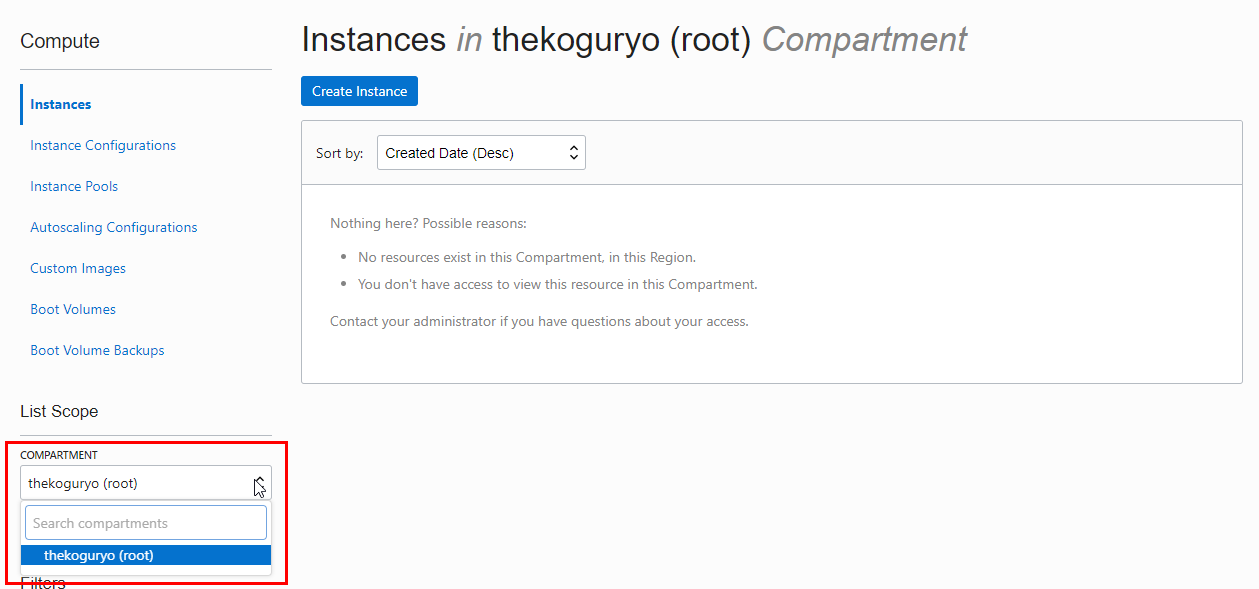 Compute
Instances
Instance Configurations
Instance Pools
Autoscaling Configurations
Custom Images
Boot Volumes
Boot Volume Backups
List Scope
COMPARTMENT
thekoguryo (root)
Search compartments
thekoguryo (root)
Filters
Instances in thekoguryo (root) Compartment
Create Instance
Sort by: Created Date (Desc)
Nothing here? Possible reasons:
• No resources exist in this Compartment, in this Region.
• You don't have access to view this resource in this Compartment.
Contact your administrator if you have questions about your access.